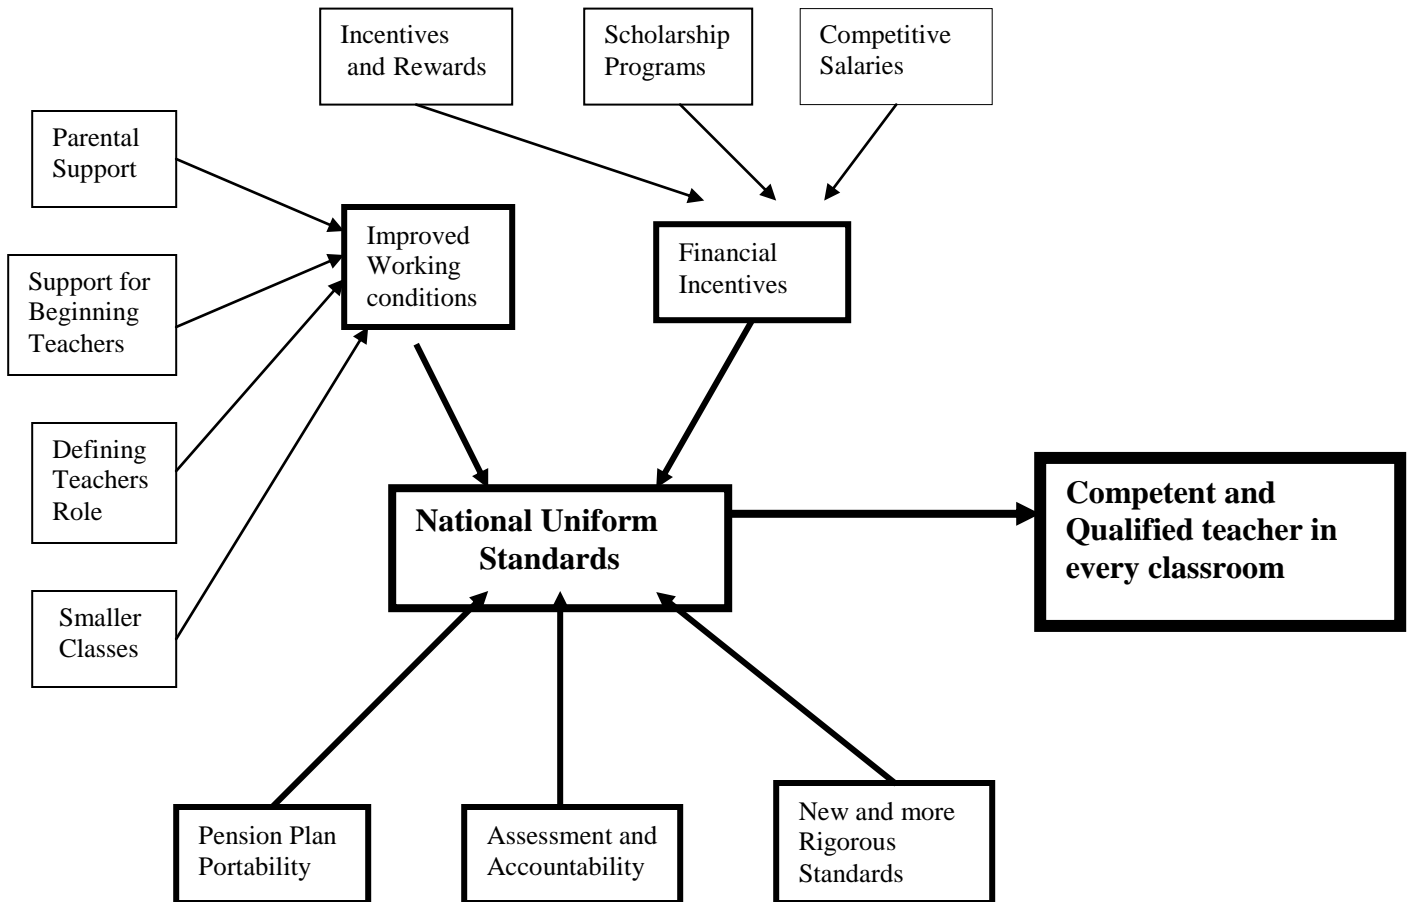 Incentives
and Rewards
Scholarship
Programs
Competitive
Salaries
Parental
Support
Improved
Working
conditions
Financial
Incentives
Support for
Beginning
Teachers
Defining
Teachers
Role
National Uniform
Standards
Competent and
Qualified teacher in
every classroom
Smaller
Classes
Pension Plan
Portability
Assessment and
Accountability
New and more
Rigorous
Standards